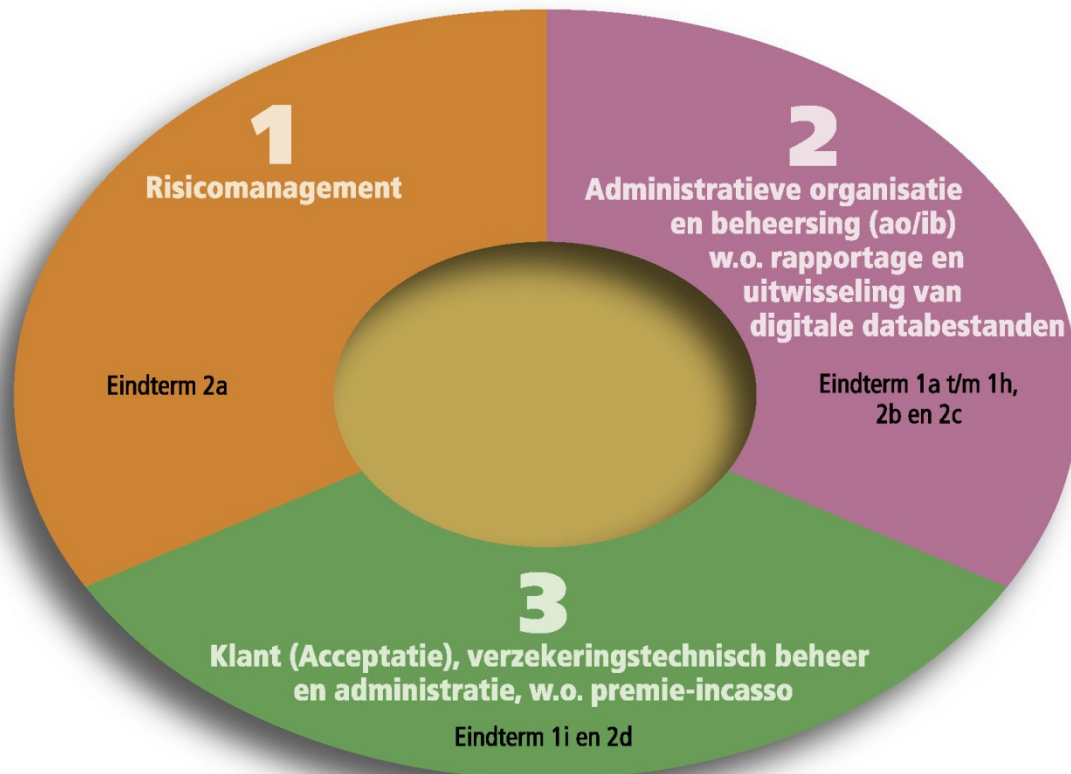 1
Risicomanagement
Eindterm 2a
2
Administratieve organisatie
en beheersing (ao/ib)
w.o. rapportage en
uitwisseling van
digitale databestanden
Eindterm 1a t/m 1h,
2b en 2c
3
Klant (Acceptatie), verzekeringstechnisch beheer
en administratie, w.o. premie-incasso
Eindterm 1i en 2d